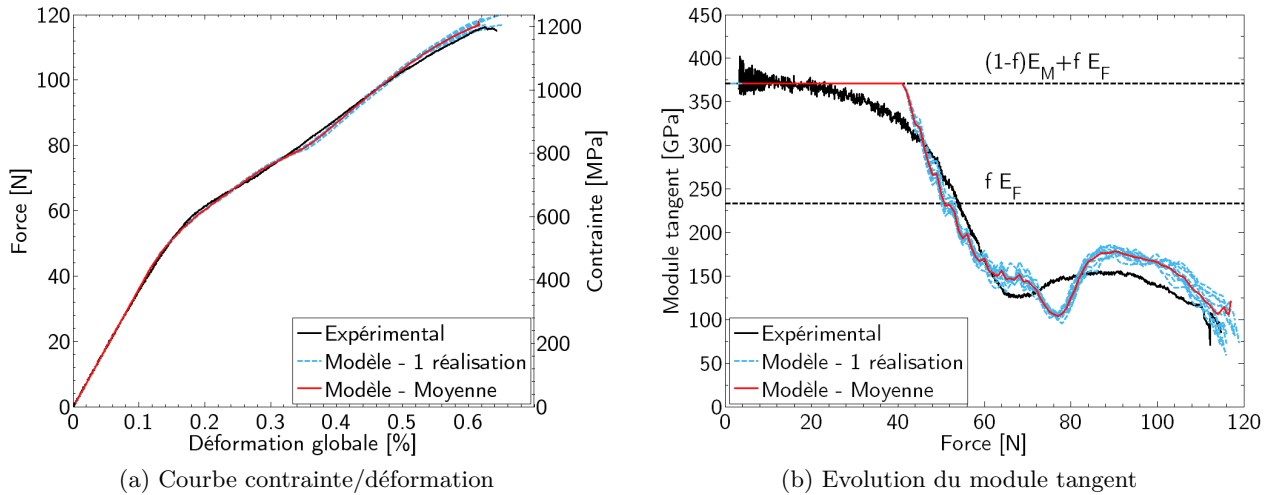 120
100
80
60
40
20
0
Force [N]
0
0.1
0.2
0.3
0.4
0.5
0.6
Déformation globale [%]
1200
1000
800
600
400
200
0
Contrainte [MPa]
Expérimental
Modèle - 1 réalisation
Modèle - Moyenne
(a) Courbe contrainte/déformation
450
400
350
300
250
200
150
100
50
0
Module tangent [GPa]
(1-f)E_M+f E_F
f E_F
Expérimental
Modèle - 1 réalisation
Modèle - Moyenne
0
20
40
60
80
100
120
Force [N]
(b) Evolution du module tangent